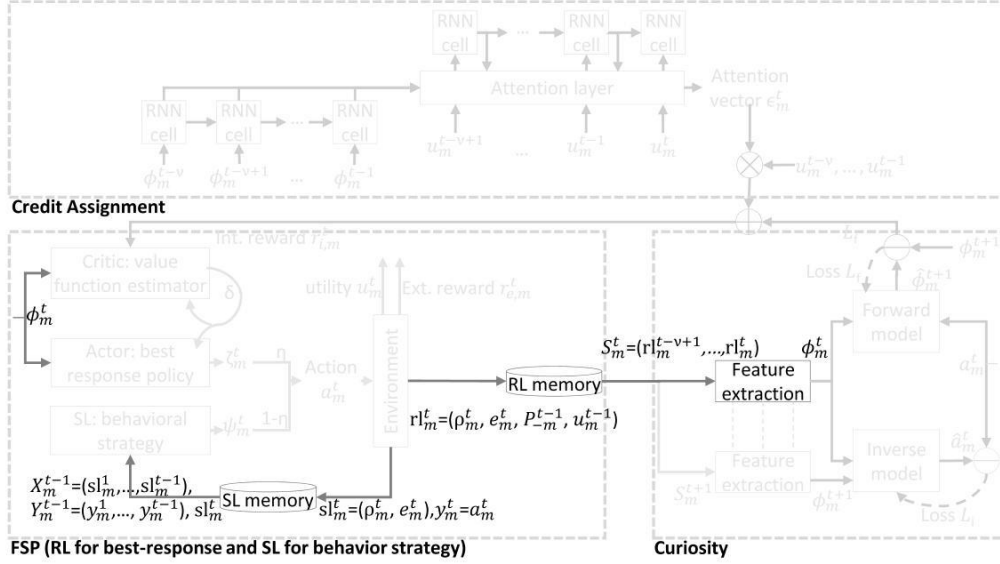 RNN cell
...
RNN cell
RNN cell
Attention layer
Attention vector ϵ_m^t
RNN cell
RNN cell
...
RNN cell
u_m^{t-ν+1}
...
u_m^{t-1}
u_m^t
ϕ_m^{t-ν}
ϕ_m^{t-ν+1}
...
ϕ_m^{t-1}
u_m^{t-ν}, ..., u_m^{t-1}
Credit Assignment
Int. reward r_{i,m}^t
Critic: value
function estimator
δ
utility u_m^t
Ext. reward r_{e,m}^t
ϕ_m^t
Actor: best
response policy
ζ_m^t
η
Action
a_m^t
Environment
SL: behavioral
strategy
ψ_m^t
1-η
RL memory
rl_m^t=(ρ_m^t, e_m^t, P_{-m}^{t-1}, u_m^{t-1})
X_m^{t-1}=(sl_m^1,...,sl_m^{t-1}),
Y_m^{t-1}=(y_m^1,..., y_m^{t-1}), sl_m^t
SL memory
sl_m^t=(ρ_m^t, e_m^t),y_m^t=a_m^t
FSP (RL for best-response and SL for behavior strategy)
L_i
ϕ_m^{t+1}
Loss L_f
ϕ̂_m^{t+1}
Forward
model
S_m^t=(rl_m^{t-ν+1},...,rl_m^t)
ϕ_m^t
Feature
extraction
a_m^t
Feature
extraction
S_m^{t+1}
ϕ_m^{t+1}
Inverse
model
â_m^t
Loss L_i
Curiosity